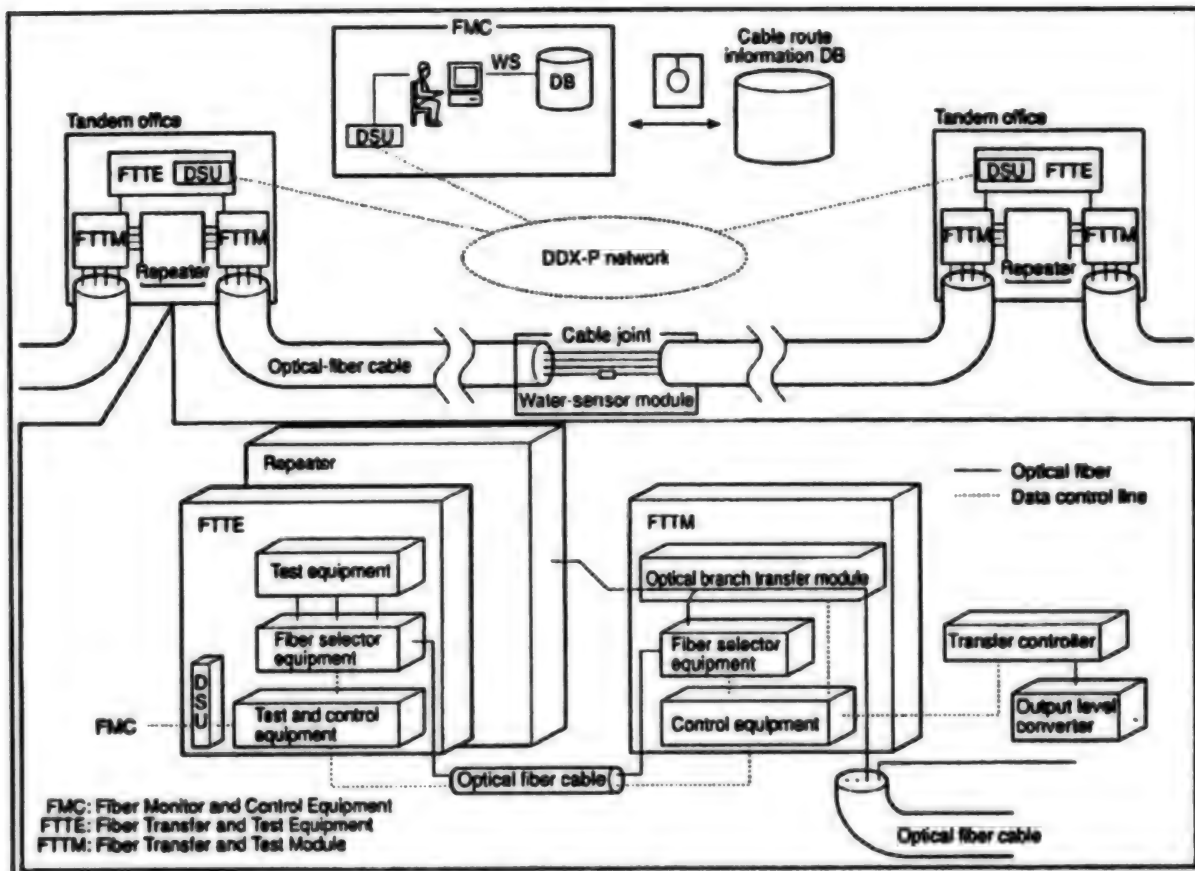 FMC
WS
DB
DSU
Cable route
information DB
Tandem office
FTTE DSU
FTTM
FTTM
Repeater
Tandem office
DSU FTTE
FTTM
FTTM
Repeater
DDX-P network
Optical-fiber cable
Cable joint
Water-sensor module
Repeater
FTTE
Test equipment
Fiber selector
equipment
DSU
FMC
Test and control
equipment
Optical fiber cable
FTTM
Optical branch transfer module
Fiber selector
equipment
Control equipment
Optical fiber
Data control line
Transfer controller
Output level
converter
Optical fiber cable
FMC: Fiber Monitor and Control Equipment
FTTE: Fiber Transfer and Test Equipment
FTTM: Fiber Transfer and Test Module